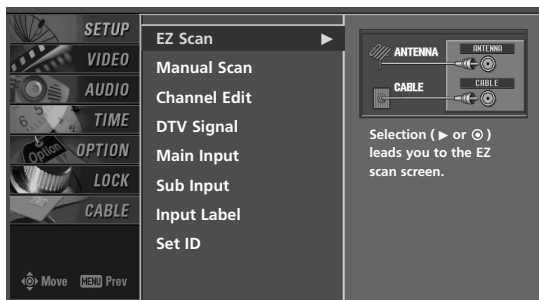 SETUP
VIDEO
AUDIO
TIME
OPTION
LOCK
CABLE
Option
Move MENU Prev
EZ Scan ▶
Manual Scan
Channel Edit
DTV Signal
Main Input
Sub Input
Input Label
Set ID
ANTENNA
ANTENNA
CABLE
CABLE
Selection ( ▶ or ⊙ )
leads you to the EZ
scan screen.